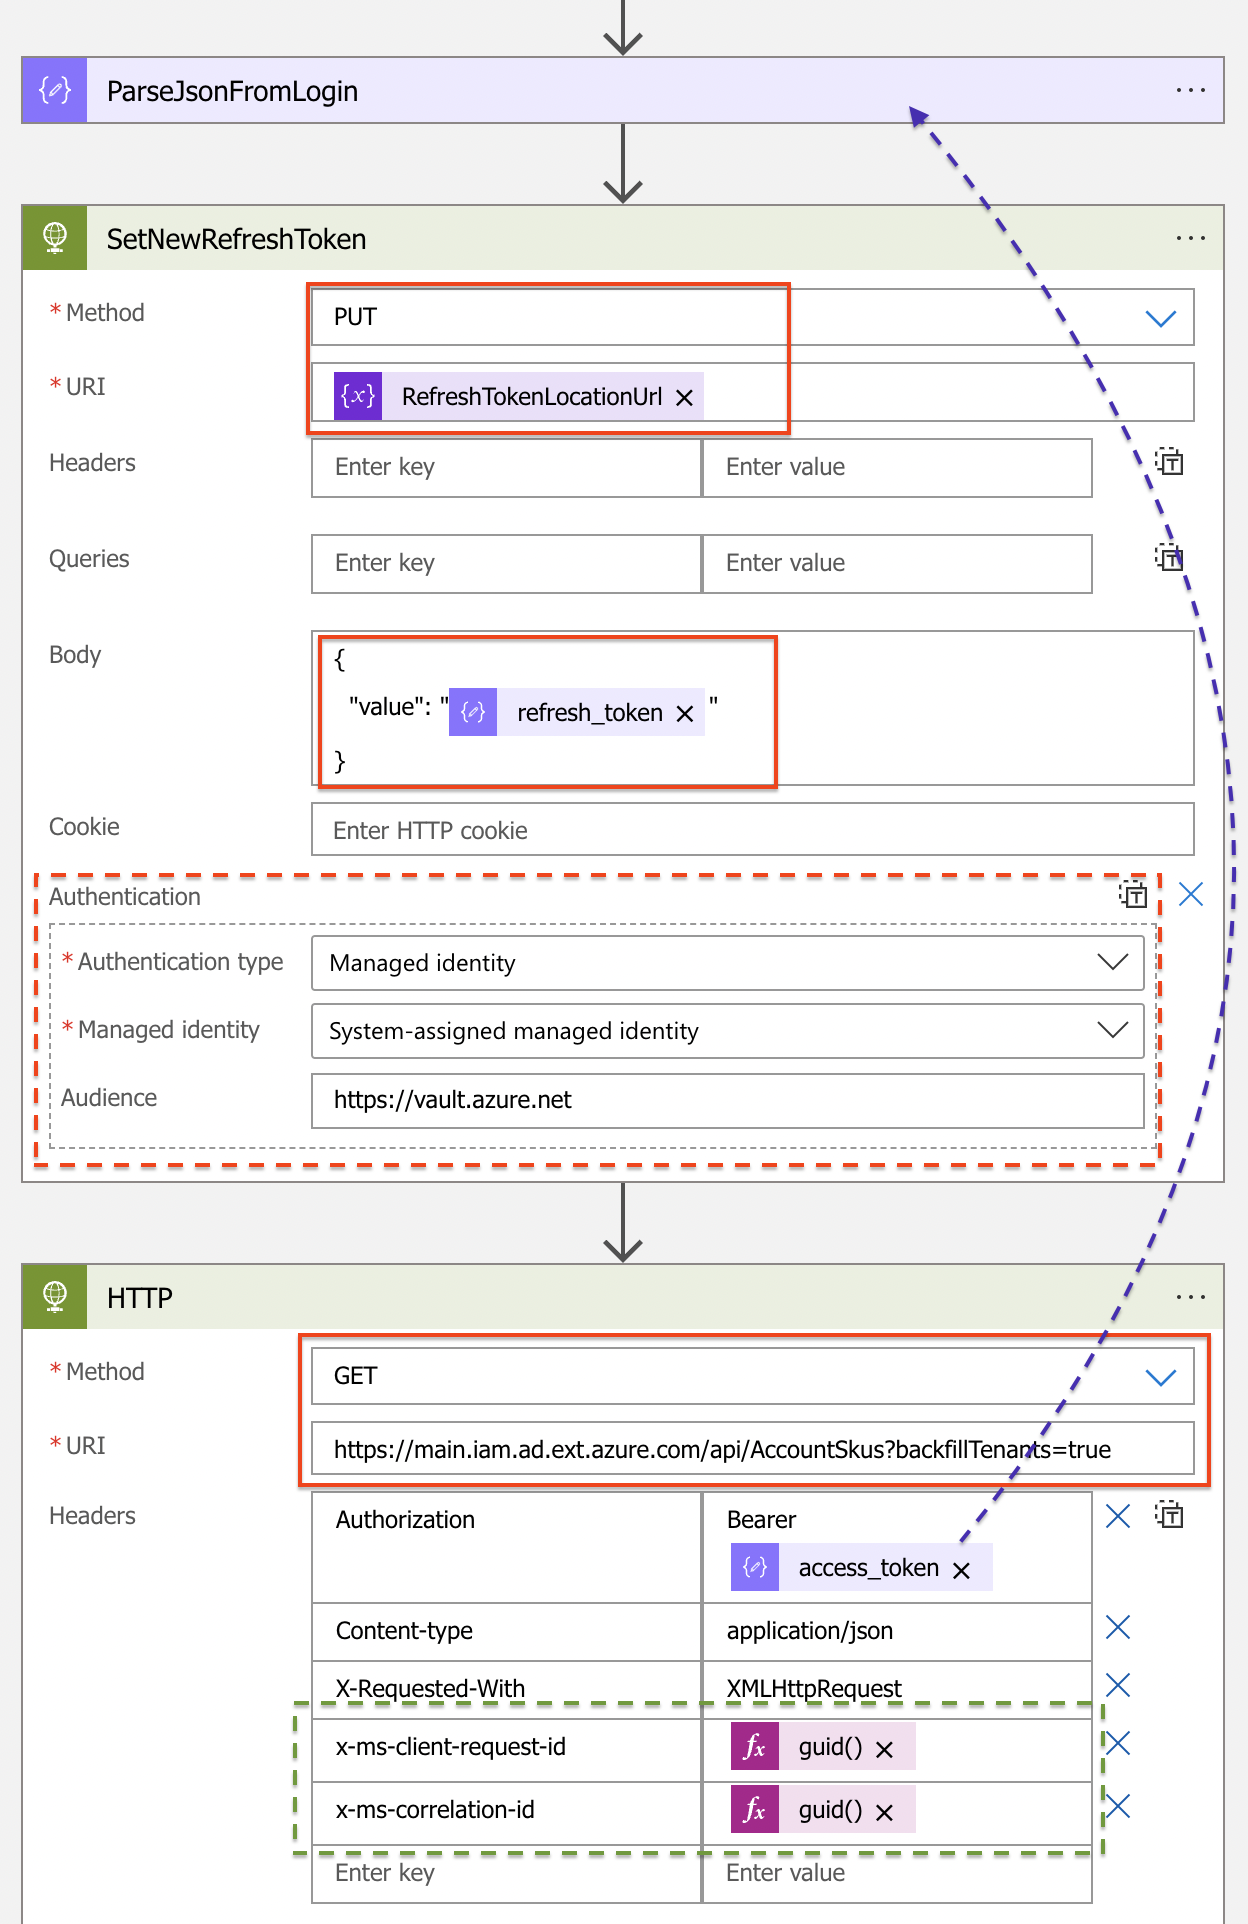 ParseJsonFromLogin
SetNewRefreshToken
* Method
PUT
* URI
{x} RefreshTokenLocationUrl
Headers
Enter key
Enter value
Queries
Enter key
Enter value
Body
{
"value": " refresh_token "
}
Cookie
Enter HTTP cookie
Authentication
* Authentication type
Managed identity
* Managed identity
System-assigned managed identity
Audience
https://vault.azure.net
HTTP
* Method
GET
* URI
https://main.iam.ad.ext.azure.com/api/AccountSkus?backfillTenants=true
Headers
Authorization
Bearer
access_token
Content-type
application/json
X-Requested-With
XMLHttpRequest
x-ms-client-request-id
fx guid()
x-ms-correlation-id
fx guid()
Enter key
Enter value